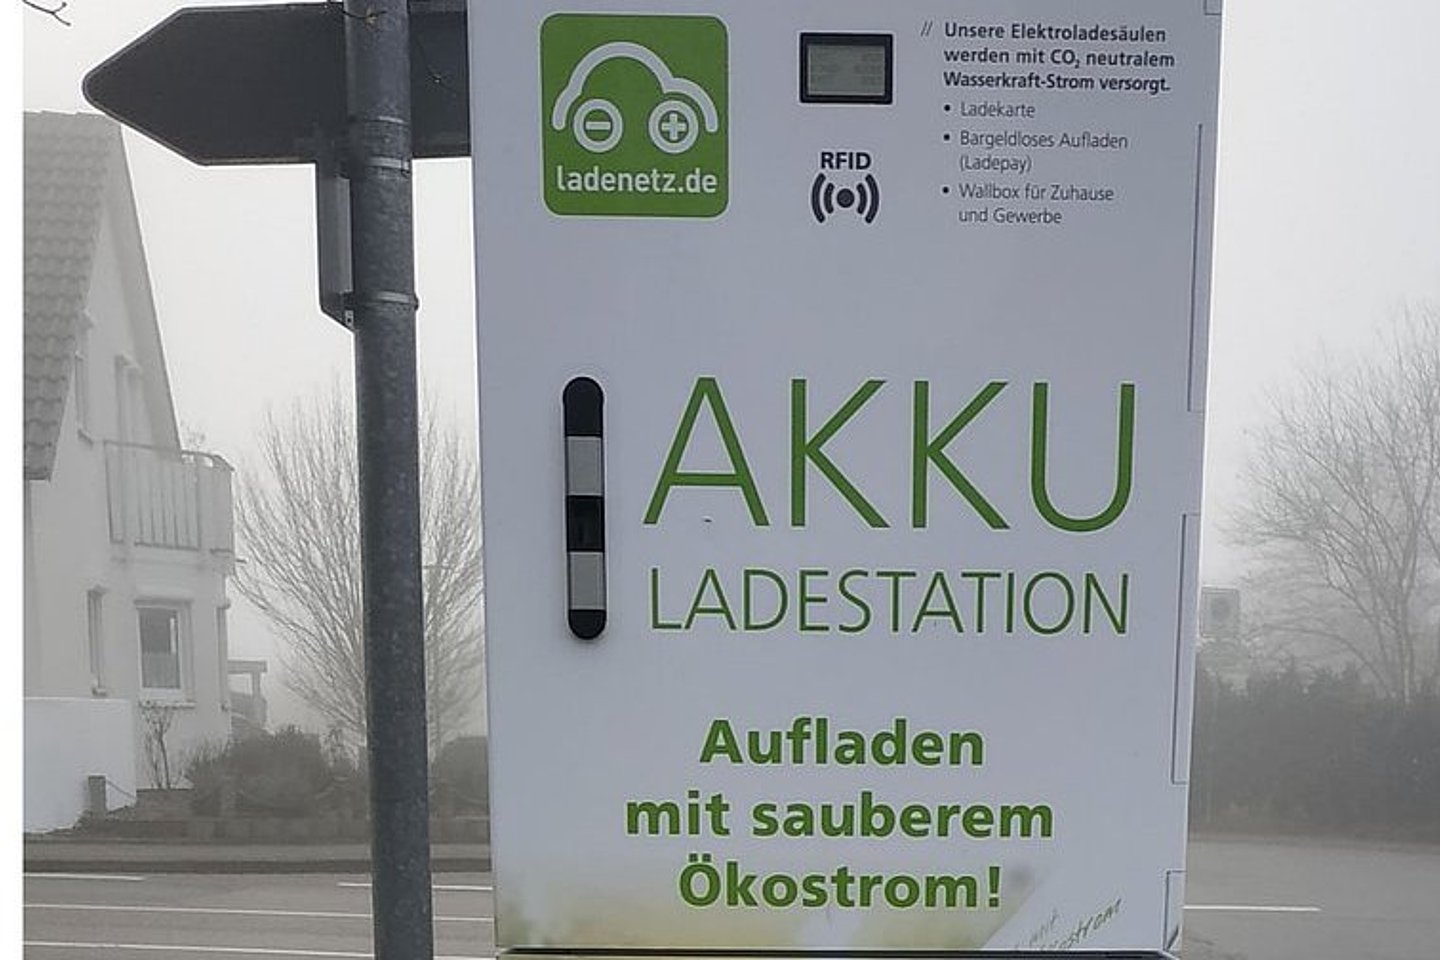 ladenetz.de
RFID
// Unsere Elektroladesäulen
werden mit CO₂ neutralem
Wasserkraft-Strom versorgt.
• Ladekarte
• Bargeldloses Aufladen
(Ladepay)
• Wallbox für Zuhause
und Gewerbe
AKKU
LADESTATION
Aufladen
mit sauberem
Ökostrom!